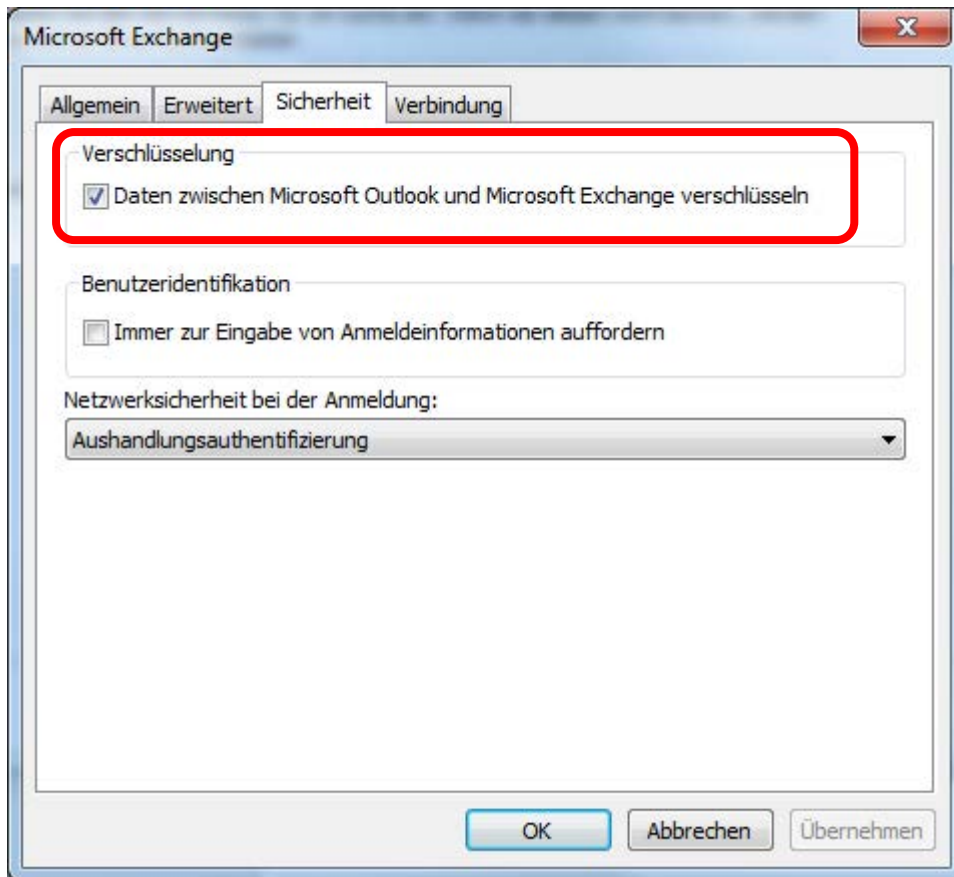 Microsoft Exchange
Allgemein Erweitert Sicherheit Verbindung
Verschlüsselung
Daten zwischen Microsoft Outlook und Microsoft Exchange verschlüsseln
Benutzeridentifikation
Immer zur Eingabe von Anmeldeinformationen auffordern
Netzwerksicherheit bei der Anmeldung:
Aushandlungsauthentifizierung
OK Abbrechen Übernehmen